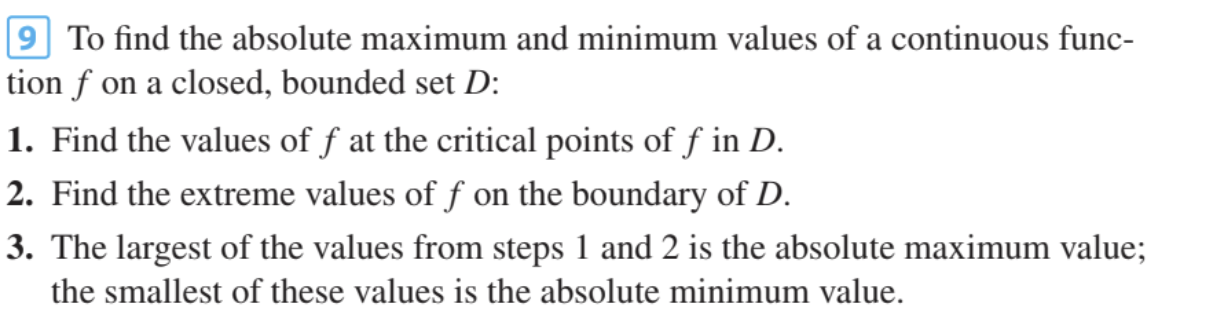 9 To find the absolute maximum and minimum values of a continuous func-
tion f on a closed, bounded set D:
1. Find the values of f at the critical points of f in D.
2. Find the extreme values of f on the boundary of D.
3. The largest of the values from steps 1 and 2 is the absolute maximum value;
the smallest of these values is the absolute minimum value.